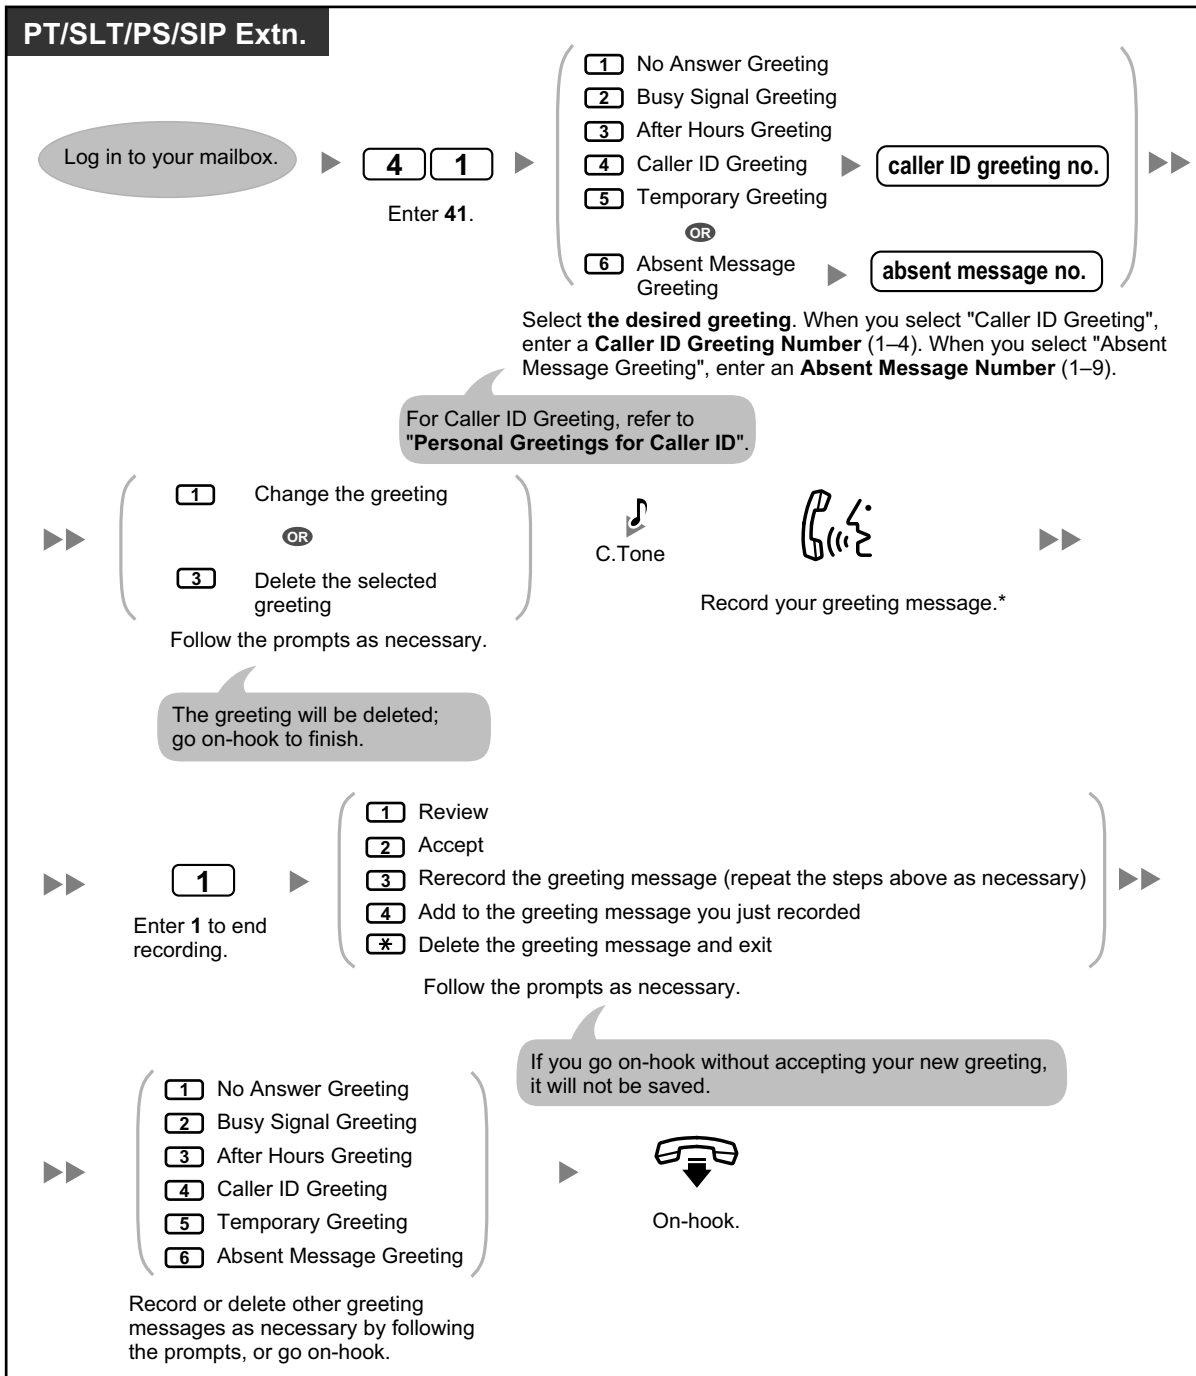 PT/SLT/PS/SIP Extn.
Log in to your mailbox.
4 1
Enter 41.
1 No Answer Greeting
2 Busy Signal Greeting
3 After Hours Greeting
4 Caller ID Greeting
caller ID greeting no.
5 Temporary Greeting
OR
6 Absent Message
Greeting
absent message no.
Select the desired greeting. When you select "Caller ID Greeting",
enter a Caller ID Greeting Number (1–4). When you select "Absent
Message Greeting", enter an Absent Message Number (1–9).
For Caller ID Greeting, refer to
"Personal Greetings for Caller ID".
1 Change the greeting
OR
3 Delete the selected
greeting
Follow the prompts as necessary.
The greeting will be deleted;
go on-hook to finish.
C.Tone
Record your greeting message.*
1
Enter 1 to end
recording.
1 Review
2 Accept
3 Rerecord the greeting message (repeat the steps above as necessary)
4 Add to the greeting message you just recorded
* Delete the greeting message and exit
Follow the prompts as necessary.
If you go on-hook without accepting your new greeting,
it will not be saved.
1 No Answer Greeting
2 Busy Signal Greeting
3 After Hours Greeting
4 Caller ID Greeting
5 Temporary Greeting
6 Absent Message Greeting
Record or delete other greeting
messages as necessary by following
the prompts, or go on-hook.
On-hook.